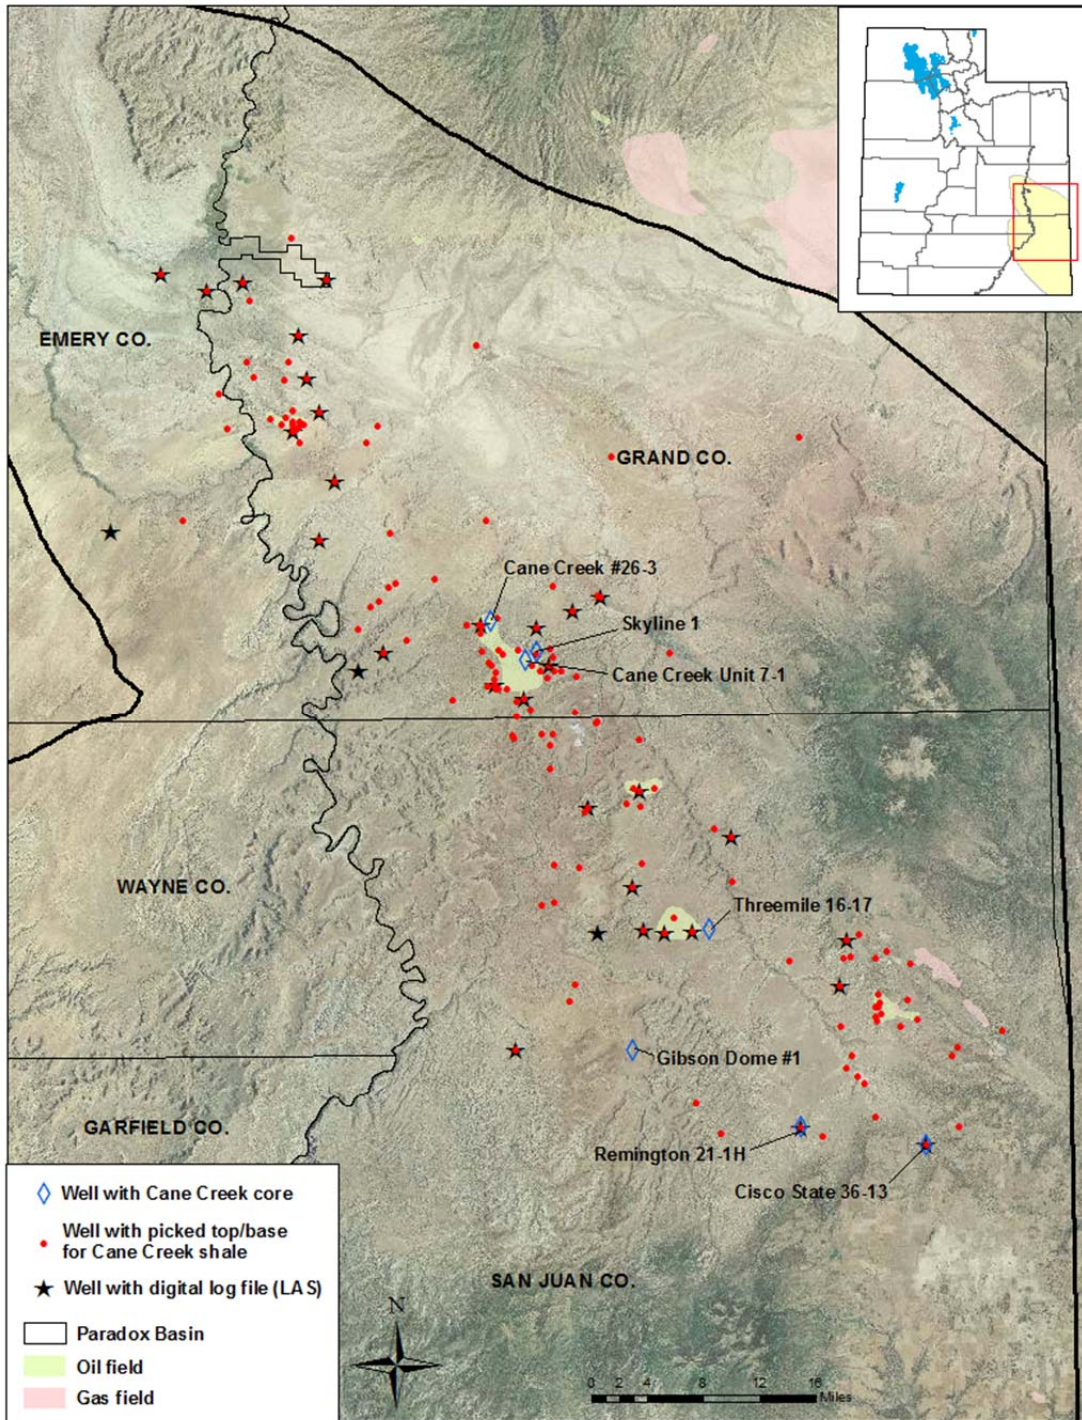 EMERY CO.
GRAND CO.
Cane Creek #26-3
Skyline 1
Cane Creek Unit 7-1
WAYNE CO.
Threemile 16-17
Gibson Dome #1
GARFIELD CO.
Remington 21-1H
Cisco State 36-13
SAN JUAN CO.
Well with Cane Creek core
Well with picked top/base
for Cane Creek shale
Well with digital log file (LAS)
Paradox Basin
Oil field
Gas field
N
0 2 4 8 12 16
Miles